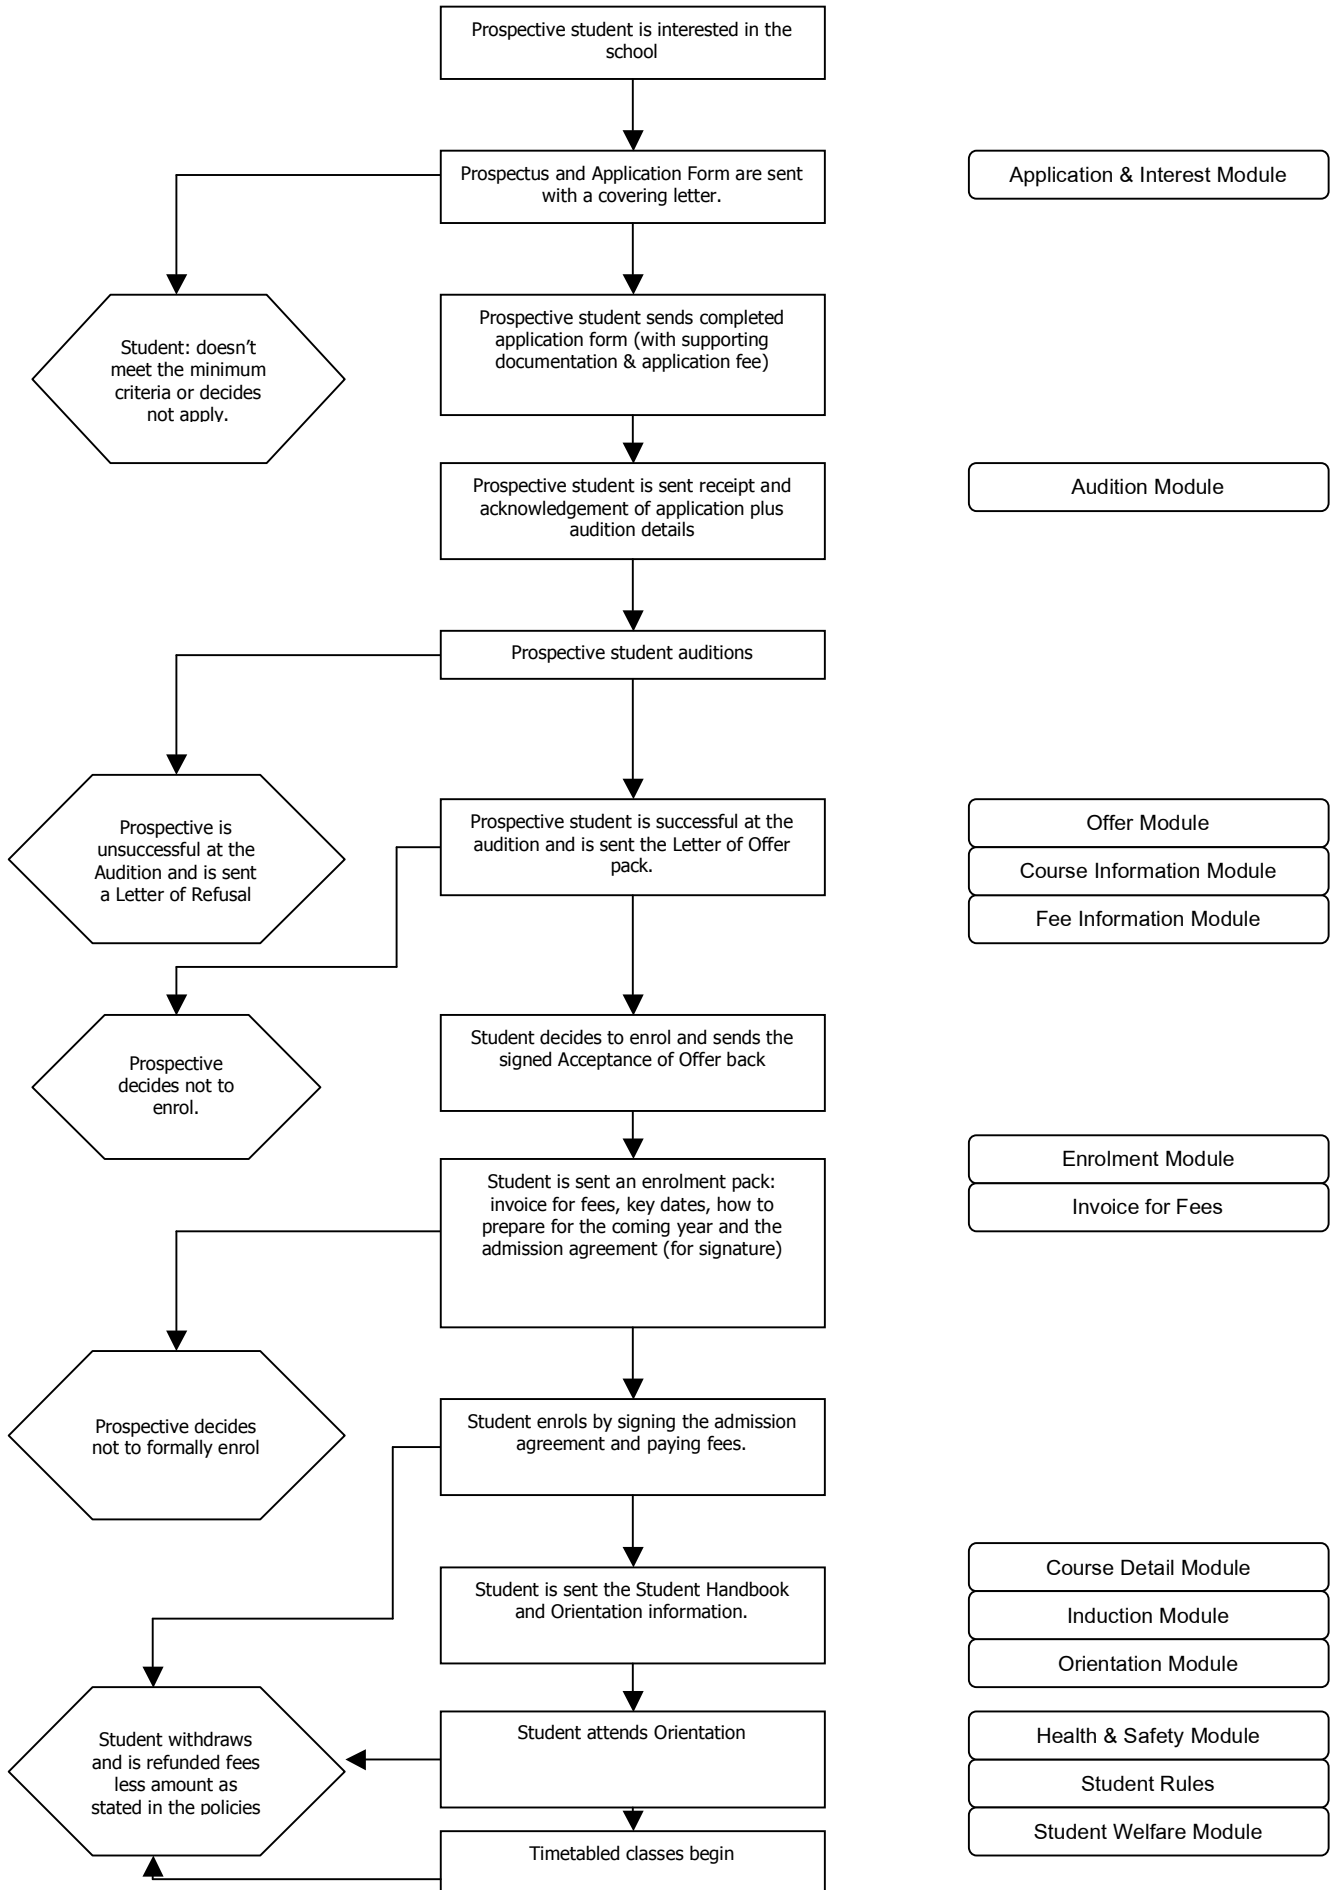 Prospective student is interested in the
school
Prospectus and Application Form are sent
with a covering letter.
Application & Interest Module
Student: doesn’t
meet the minimum
criteria or decides
not apply.
Prospective student sends completed
application form (with supporting
documentation & application fee)
Prospective student is sent receipt and
acknowledgement of application plus
audition details
Audition Module
Prospective student auditions
Prospective is
unsuccessful at the
Audition and is sent
a Letter of Refusal
Prospective student is successful at the
audition and is sent the Letter of Offer
pack.
Offer Module
Course Information Module
Fee Information Module
Prospective
decides not to
enrol.
Student decides to enrol and sends the
signed Acceptance of Offer back
Student is sent an enrolment pack:
invoice for fees, key dates, how to
prepare for the coming year and the
admission agreement (for signature)
Enrolment Module
Invoice for Fees
Prospective decides
not to formally enrol
Student enrols by signing the admission
agreement and paying fees.
Student is sent the Student Handbook
and Orientation information.
Course Detail Module
Induction Module
Orientation Module
Student withdraws
and is refunded fees
less amount as
stated in the policies
Student attends Orientation
Health & Safety Module
Student Rules
Student Welfare Module
Timetabled classes begin